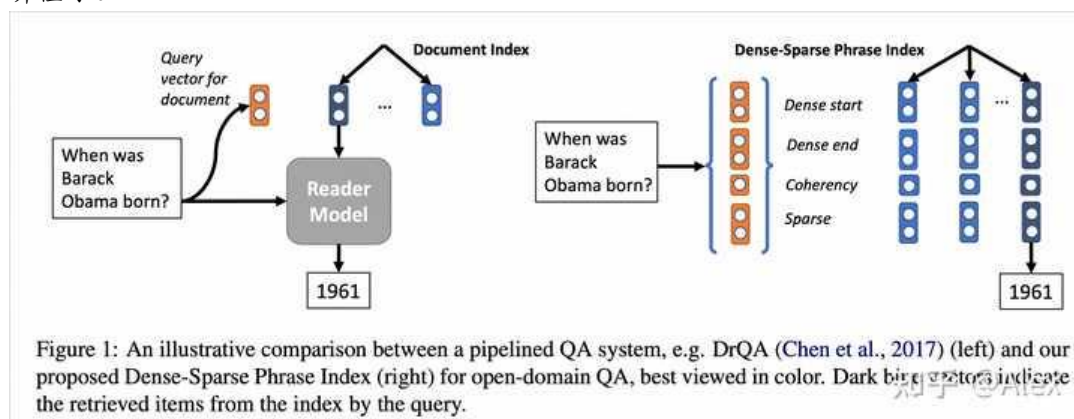 Query
vector for
document
Document Index
...
When was
Barack
Obama born?
Reader
Model
1961
Dense-Sparse Phrase Index
...
When was
Barack
Obama born?
Dense start
Dense end
Coherency
Sparse
1961
Figure 1: An illustrative comparison between a pipelined QA system, e.g. DrQA (Chen et al., 2017) (left) and our
proposed Dense-Sparse Phrase Index (right) for open-domain QA, best viewed in color. Dark blue vectors indicate
the retrieved items from the index by the query.
知乎 @Alex